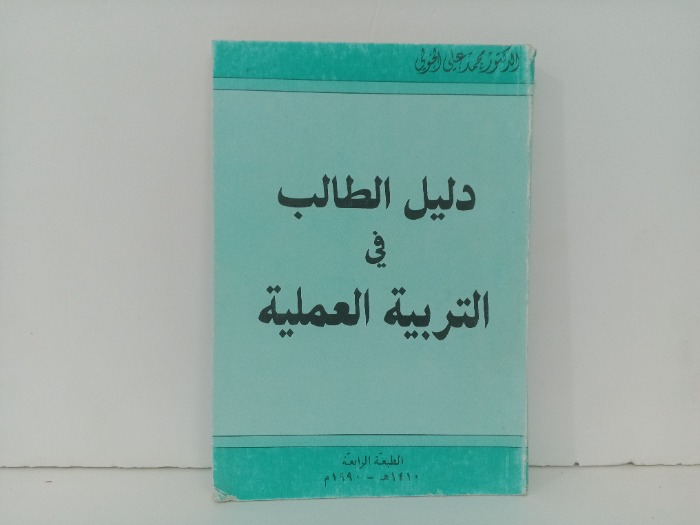 الدكتور محمد علي الخولي
دليل الطالب
في
التربية العملية
الطبعة الرابعة
١٤١٠هـ - ١٩٩٠م